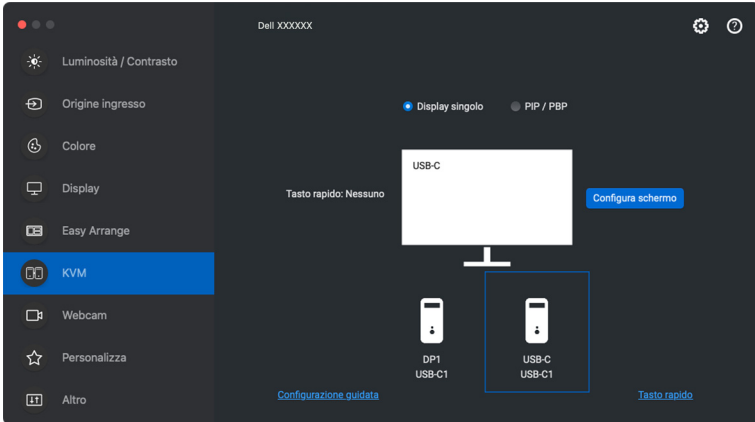 Dell XXXXXX
Luminosità / Contrasto
Origine ingresso
Colore
Display
Easy Arrange
KVM
Webcam
Personalizza
Altro
Display singolo
PIP / PBP
USB-C
Tasto rapido: Nessuno
Configura schermo
DP1
USB-C1
USB-C
USB-C1
Configurazione guidata
Tasto rapido